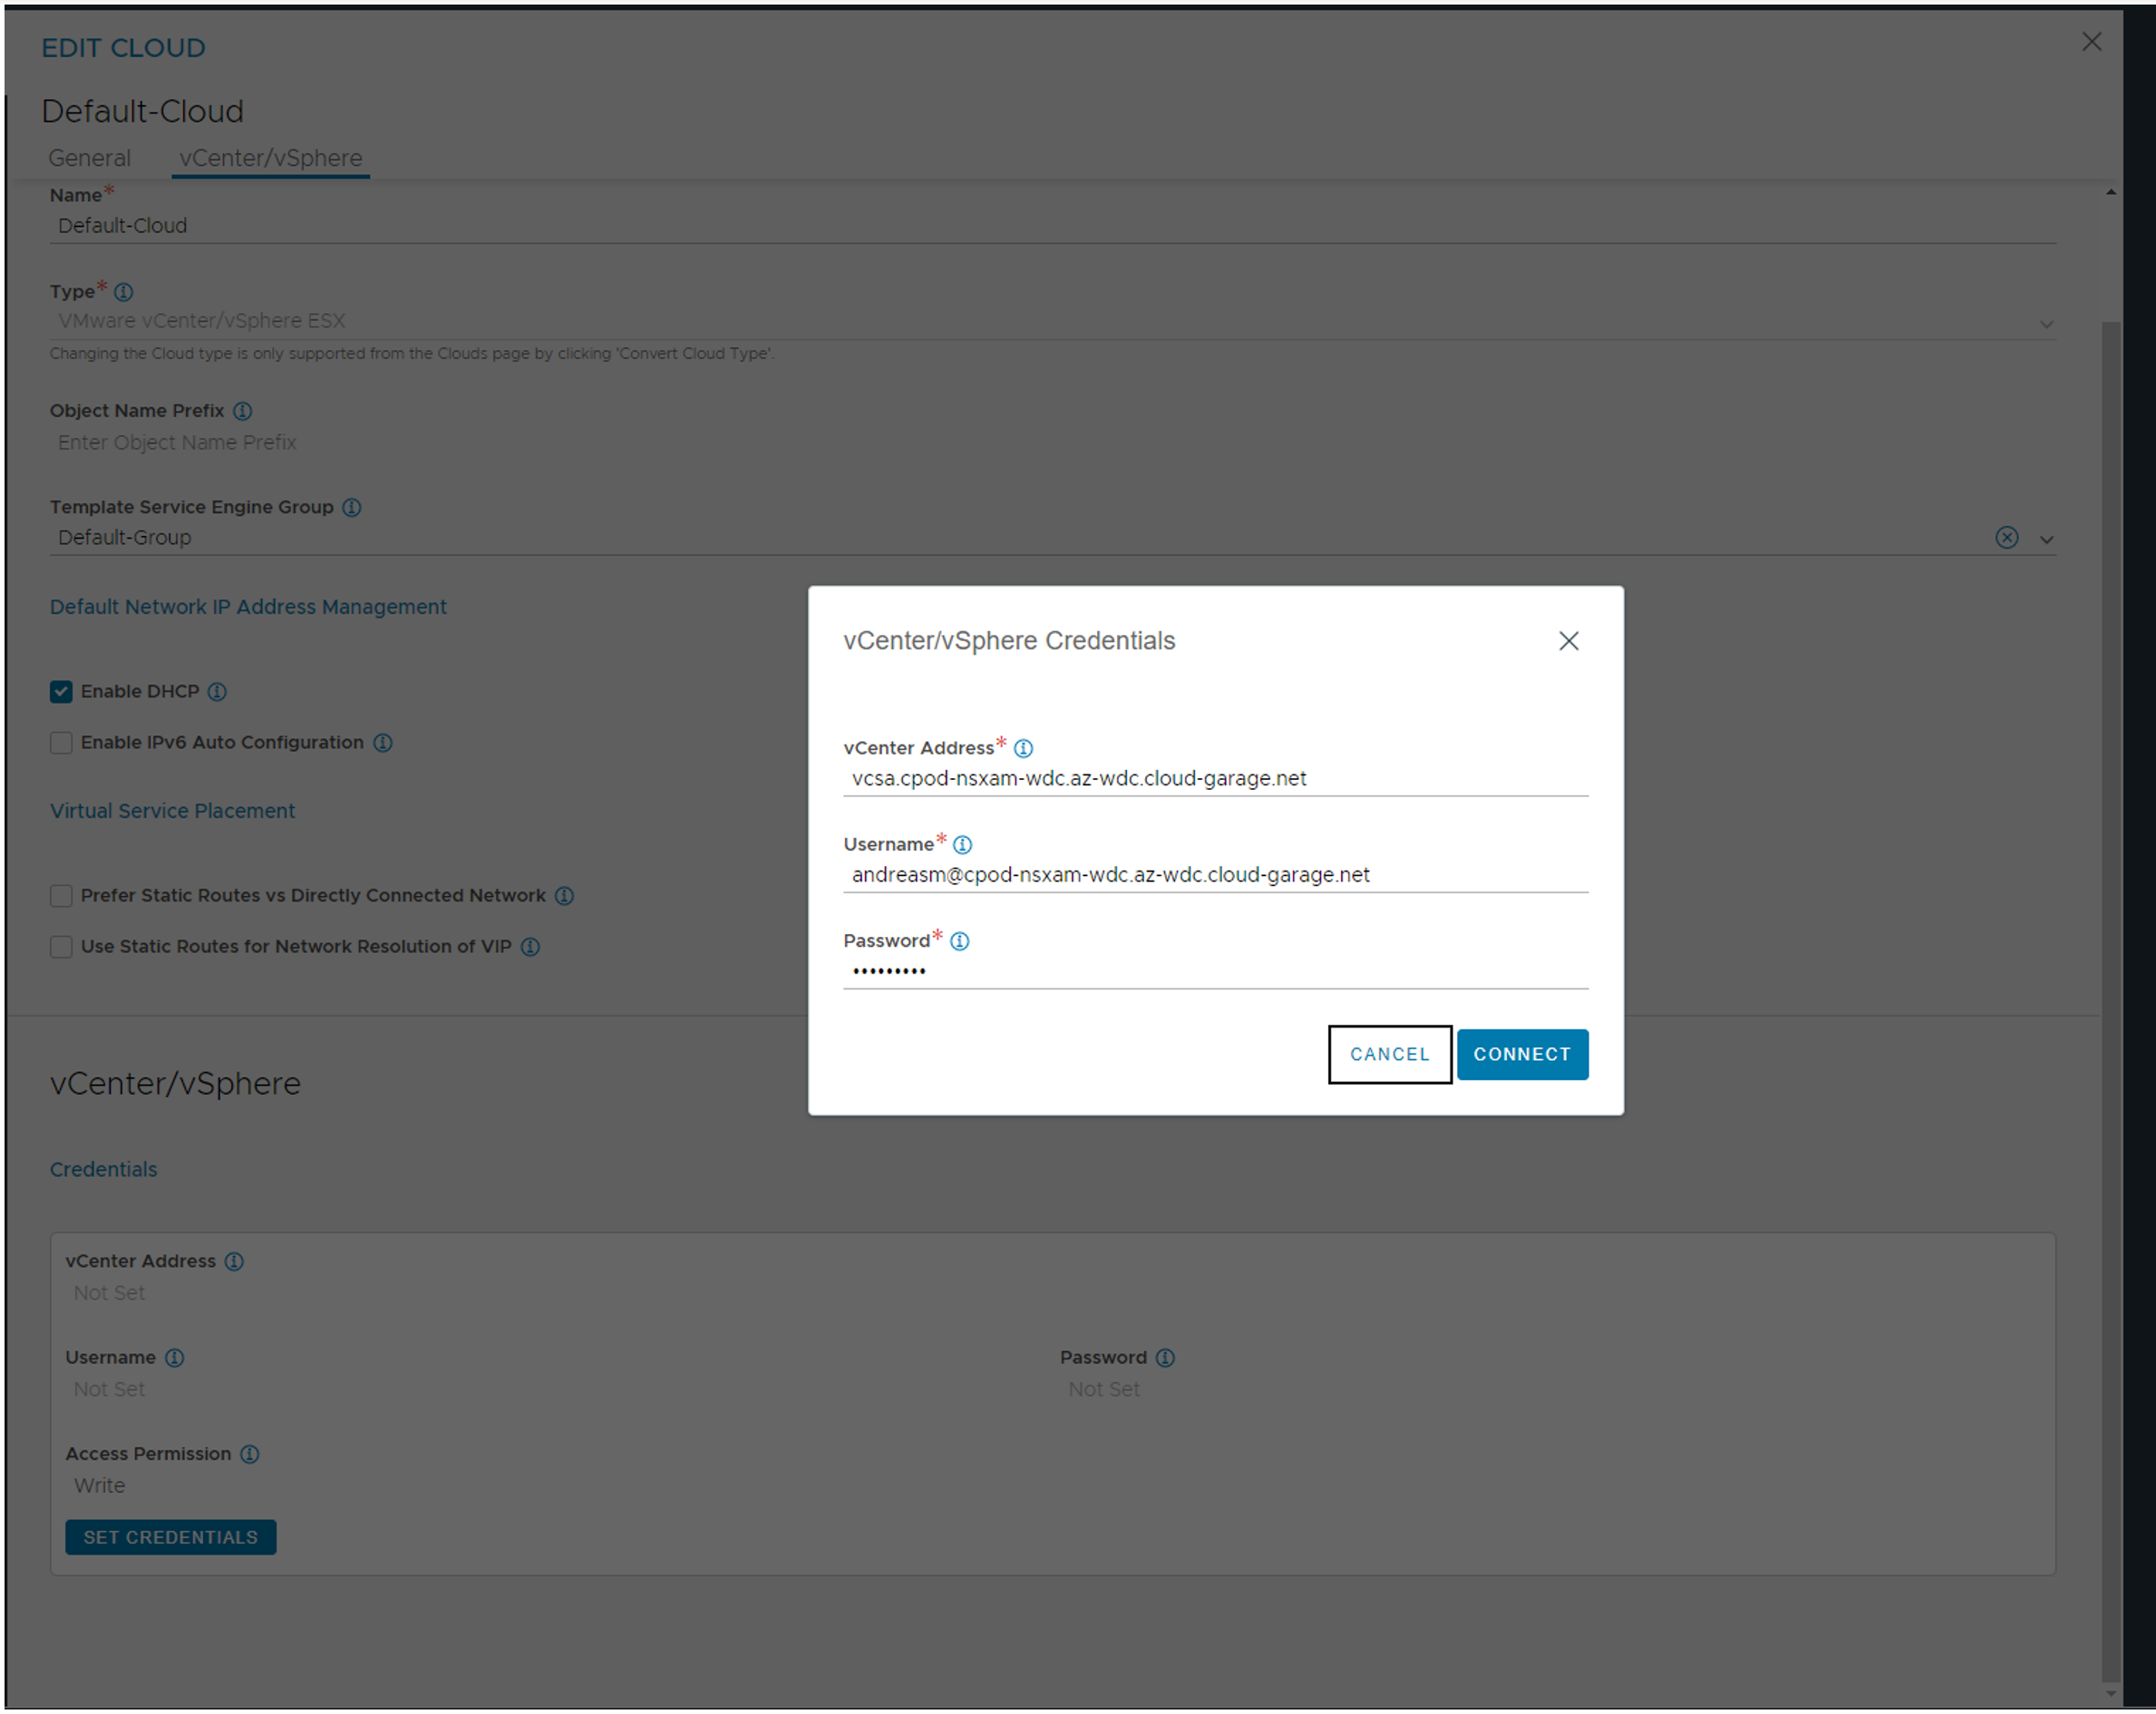 EDIT CLOUD
Default-Cloud
General vCenter/vSphere
Name*
Default-Cloud
Type*
VMware vCenter/vSphere ESX
Changing the Cloud type is only supported from the Clouds page by clicking 'Convert Cloud Type'.
Object Name Prefix
Enter Object Name Prefix
Template Service Engine Group
Default-Group
Default Network IP Address Management
Enable DHCP
Enable IPv6 Auto Configuration
Virtual Service Placement
Prefer Static Routes vs Directly Connected Network
Use Static Routes for Network Resolution of VIP
vCenter/vSphere Credentials
vCenter Address*
vcsa.cpod-nsxam-wdc.az-wdc.cloud-garage.net
Username*
andreasm@cpod-nsxam-wdc.az-wdc.cloud-garage.net
Password*
•••••••••
CANCEL CONNECT
vCenter/vSphere
Credentials
vCenter Address
Not Set
Username Password
Not Set Not Set
Access Permission
Write
SET CREDENTIALS